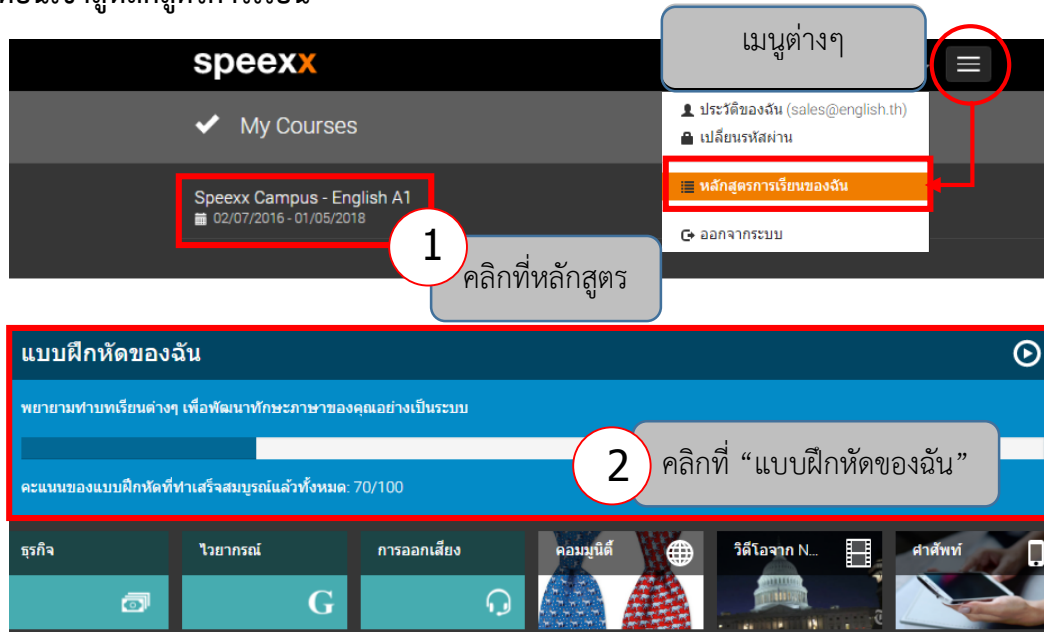 speexx
เมนูต่างๆ
My Courses
ประวัติของฉัน (sales@english.th)
เปลี่ยนรหัสผ่าน
หลักสูตรการเรียนของฉัน
ออกจากระบบ
Speexx Campus - English A1
02/07/2016 - 01/05/2018
1
คลิกที่หลักสูตร
แบบฝึกหัดของฉัน
พยายามทำบทเรียนต่างๆ เพื่อพัฒนาทักษะภาษาของคุณอย่างเป็นระบบ
2
คลิกที่ “แบบฝึกหัดของฉัน”
คะแนนของแบบฝึกหัดที่ทำเสร็จสมบูรณ์แล้วทั้งหมด: 70/100
ธุรกิจ
ไวยากรณ์
การออกเสียง
คอมมูนิตี้
วิดีโอจาก N...
คำศัพท์
G